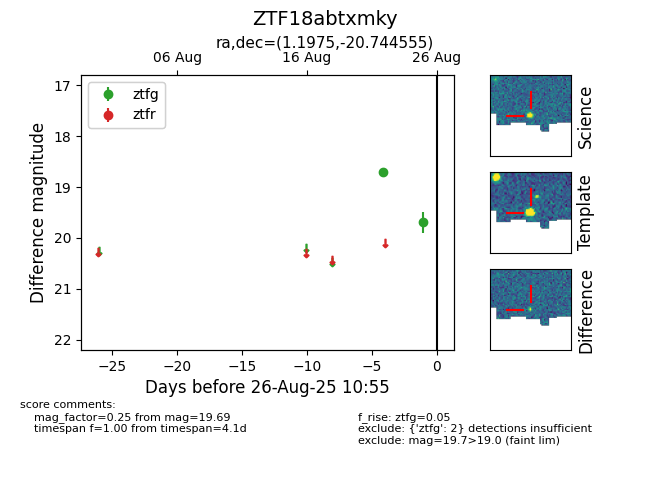 ZTF18abtxmky
ra,dec=(1.1975,-20.744555)
06 Aug
16 Aug
26 Aug
ztfg
ztfr
17
18
19
20
21
22
Difference magnitude
−25
−20
−15
−10
−5
0
Days before 26-Aug-25 10:55
Science
Template
Difference
score comments:
mag_factor=0.25 from mag=19.69
timespan f=1.00 from timespan=4.1d
f_rise: ztfg=0.05
exclude: {'ztfg': 2} detections insufficient
exclude: mag=19.7>19.0 (faint lim)